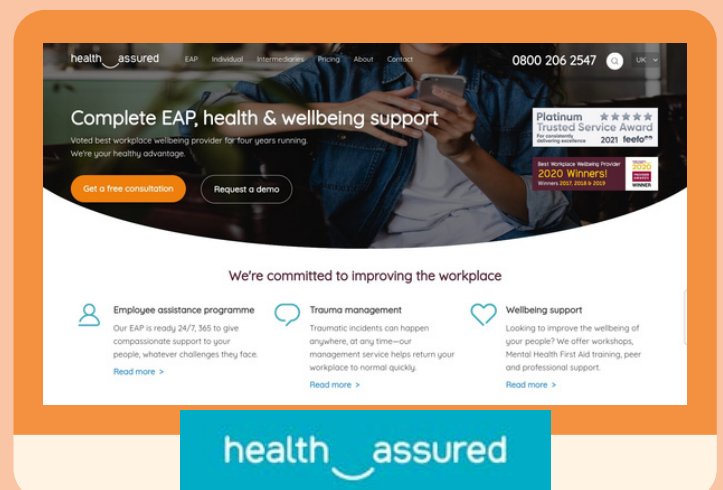 health assured
EAP Individual Intermediaries Pricing About Contact
0800 206 2547
UK
Complete EAP, health & wellbeing support
Voted best workplace wellbeing provider for four years running.
We're your healthy advantage.
Get a free consultation
Request a demo
Platinum
Trusted Service Award
For consistently
delivering excellence
2021 feefo
Best Workplace Wellbeing Provider
2020 Winners!
Winners 2017, 2018 & 2019
2020
WINNER
We're committed to improving the workplace
Employee assistance programme
Our EAP is ready 24/7, 365 to give
compassionate support to your
people, whatever challenges they face.
Read more >
Trauma management
Traumatic incidents can happen
anywhere, at any time—our
management service helps return your
workplace to normal quickly.
Read more >
Wellbeing support
Looking to improve the wellbeing of
your people? We offer workshops,
Mental Health First Aid training, peer
and professional support.
Read more >
health assured